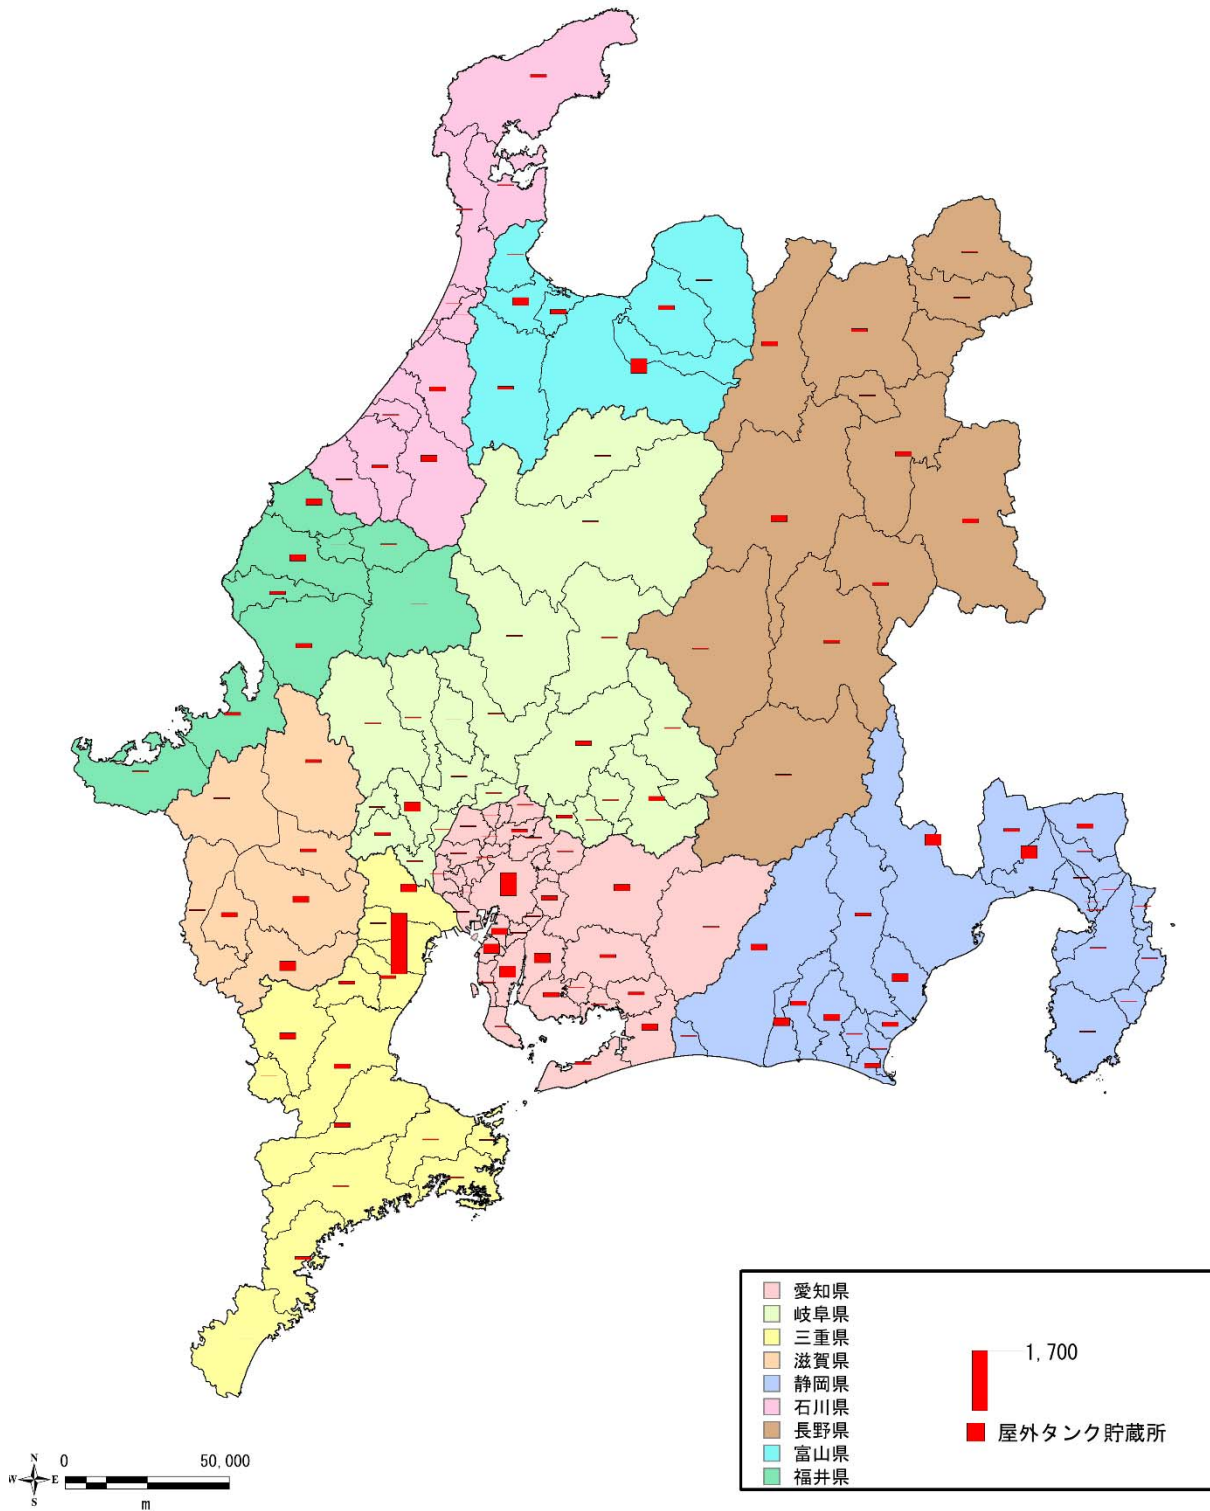 愛知県
岐阜県
三重県
滋賀県
静岡県
石川県
長野県
富山県
福井県
1,700
屋外タンク貯蔵所
N
W E
S
0 50,000
m